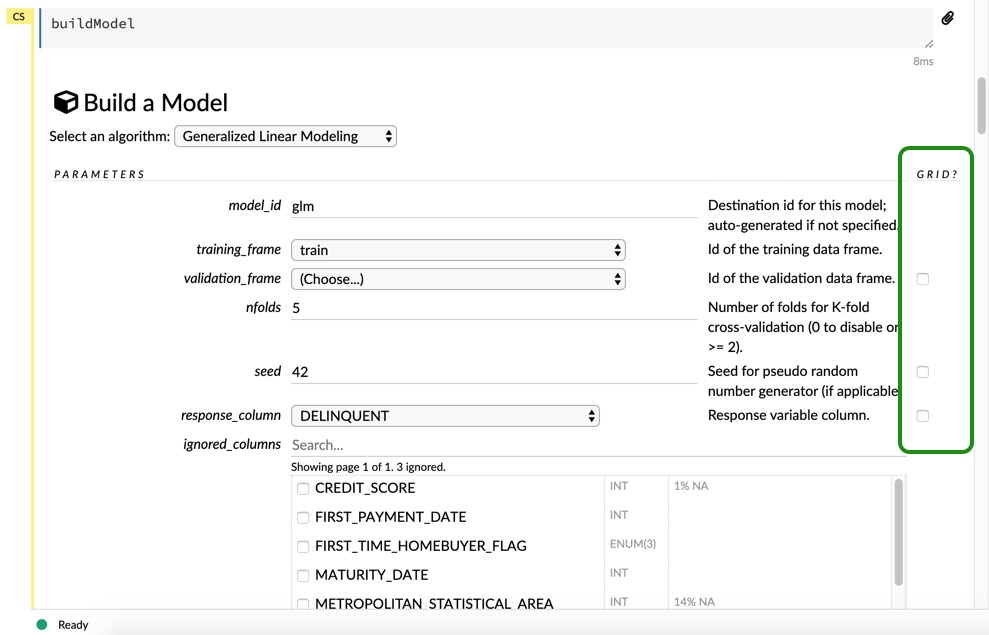 CS
buildModel
8ms
Build a Model
Select an algorithm: Generalized Linear Modeling
PARAMETERS GRID?
model_id glm Destination id for this model;
auto-generated if not specified.
training_frame train Id of the training data frame.
validation_frame (Choose...) Id of the validation data frame.
nfolds 5 Number of folds for K-fold
cross-validation (0 to disable or
>= 2).
seed 42 Seed for pseudo random
number generator (if applicable
response_column DELINQUENT Response variable column.
ignored_columns Search...
Showing page 1 of 1. 3 ignored.
CREDIT_SCORE INT 1% NA
FIRST_PAYMENT_DATE INT
FIRST_TIME_HOMEBUYER_FLAG ENUM(3)
MATURITY_DATE INT
METROPOLITAN_STATISTICAL_AREA INT 14% NA
Ready